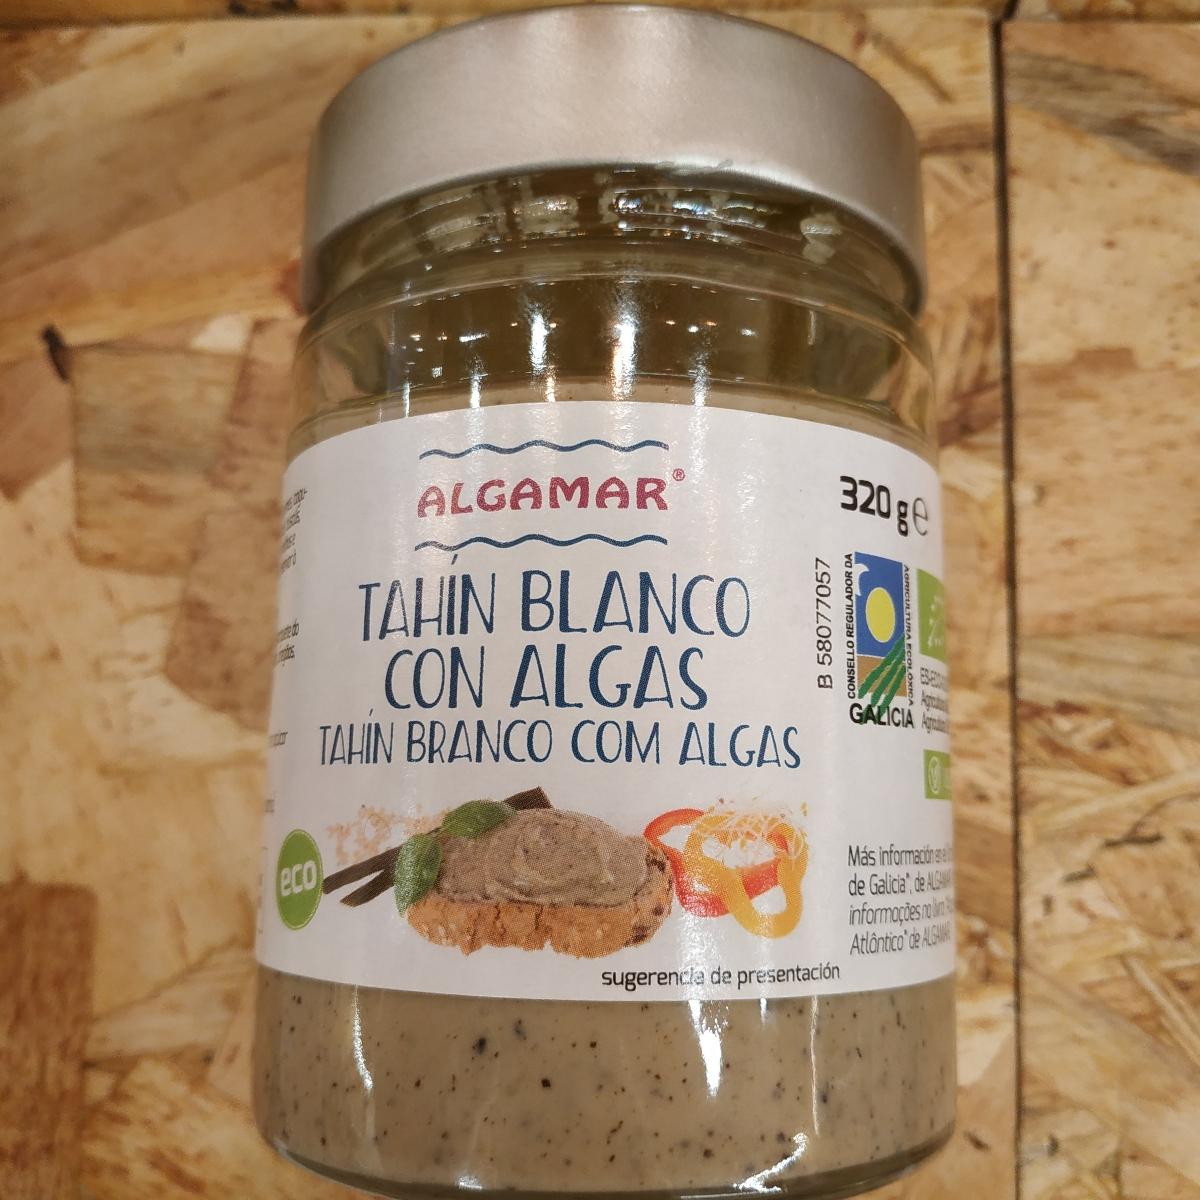 ALGAMAR®
320 g e
TAHÍN BLANCO
CON ALGAS
TAHÍN BRANCO COM ALGAS
B 58077057
CONSELLO REGULADOR DA
AGRICULTURA ECOLÓXICA
GALICIA
eco
Más información en el
de Galicia", de ALGAMAR
informações no livro
Atlântico" de ALGAMAR
sugerencia de presentación